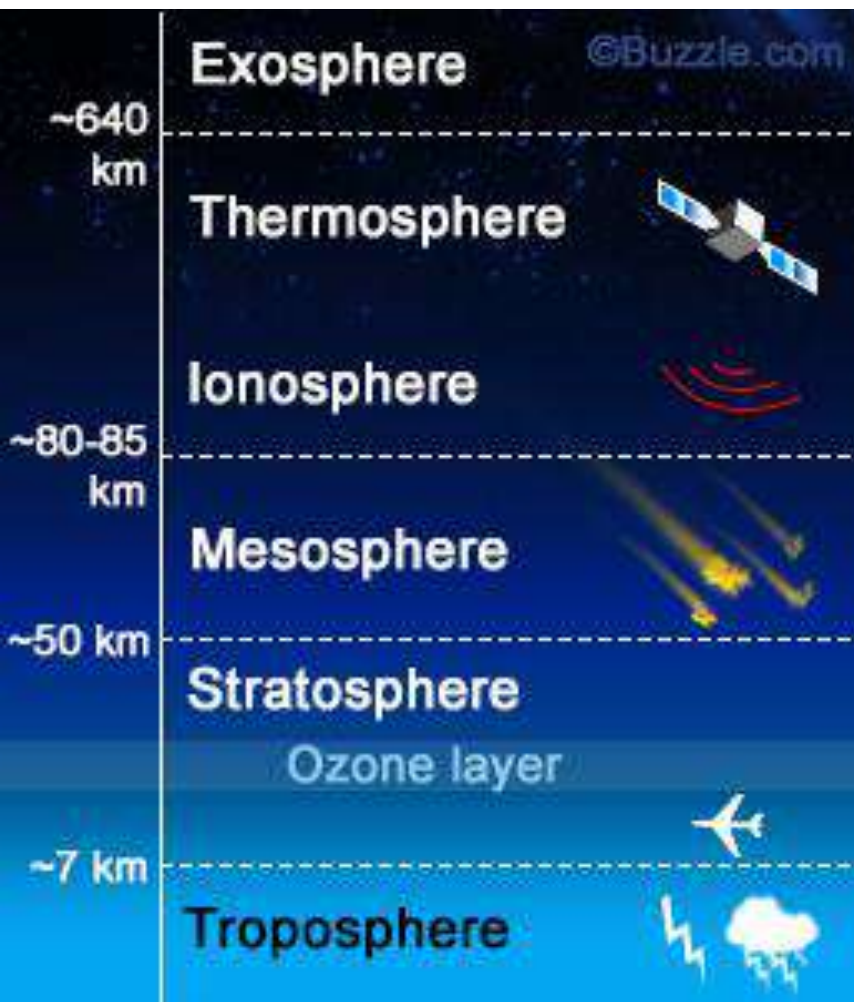 Exosphere
©Buzzle.com
~640
km
Thermosphere
Ionosphere
~80-85
km
Mesosphere
~50 km
Stratosphere
Ozone layer
~7 km
Troposphere